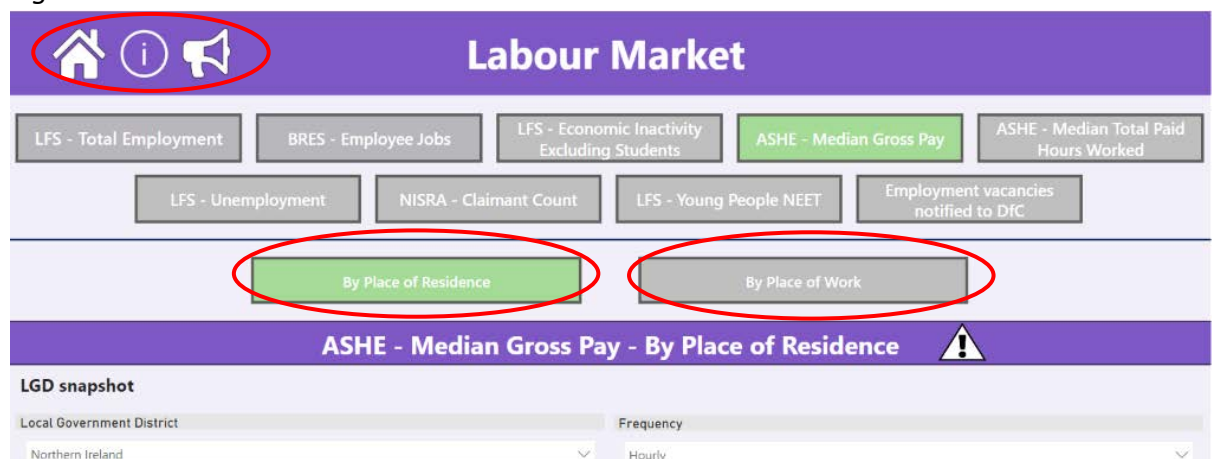 Labour Market
LFS - Total Employment
BRES - Employee Jobs
LFS - Economic Inactivity
Excluding Students
ASHE - Median Gross Pay
ASHE - Median Total Paid
Hours Worked
LFS - Unemployment
NISRA - Claimant Count
LFS - Young People NEET
Employment vacancies
notified to DfC
By Place of Residence
By Place of Work
ASHE - Median Gross Pay - By Place of Residence
LGD snapshot
Local Government District
Frequency
Northern Ireland
Hourly